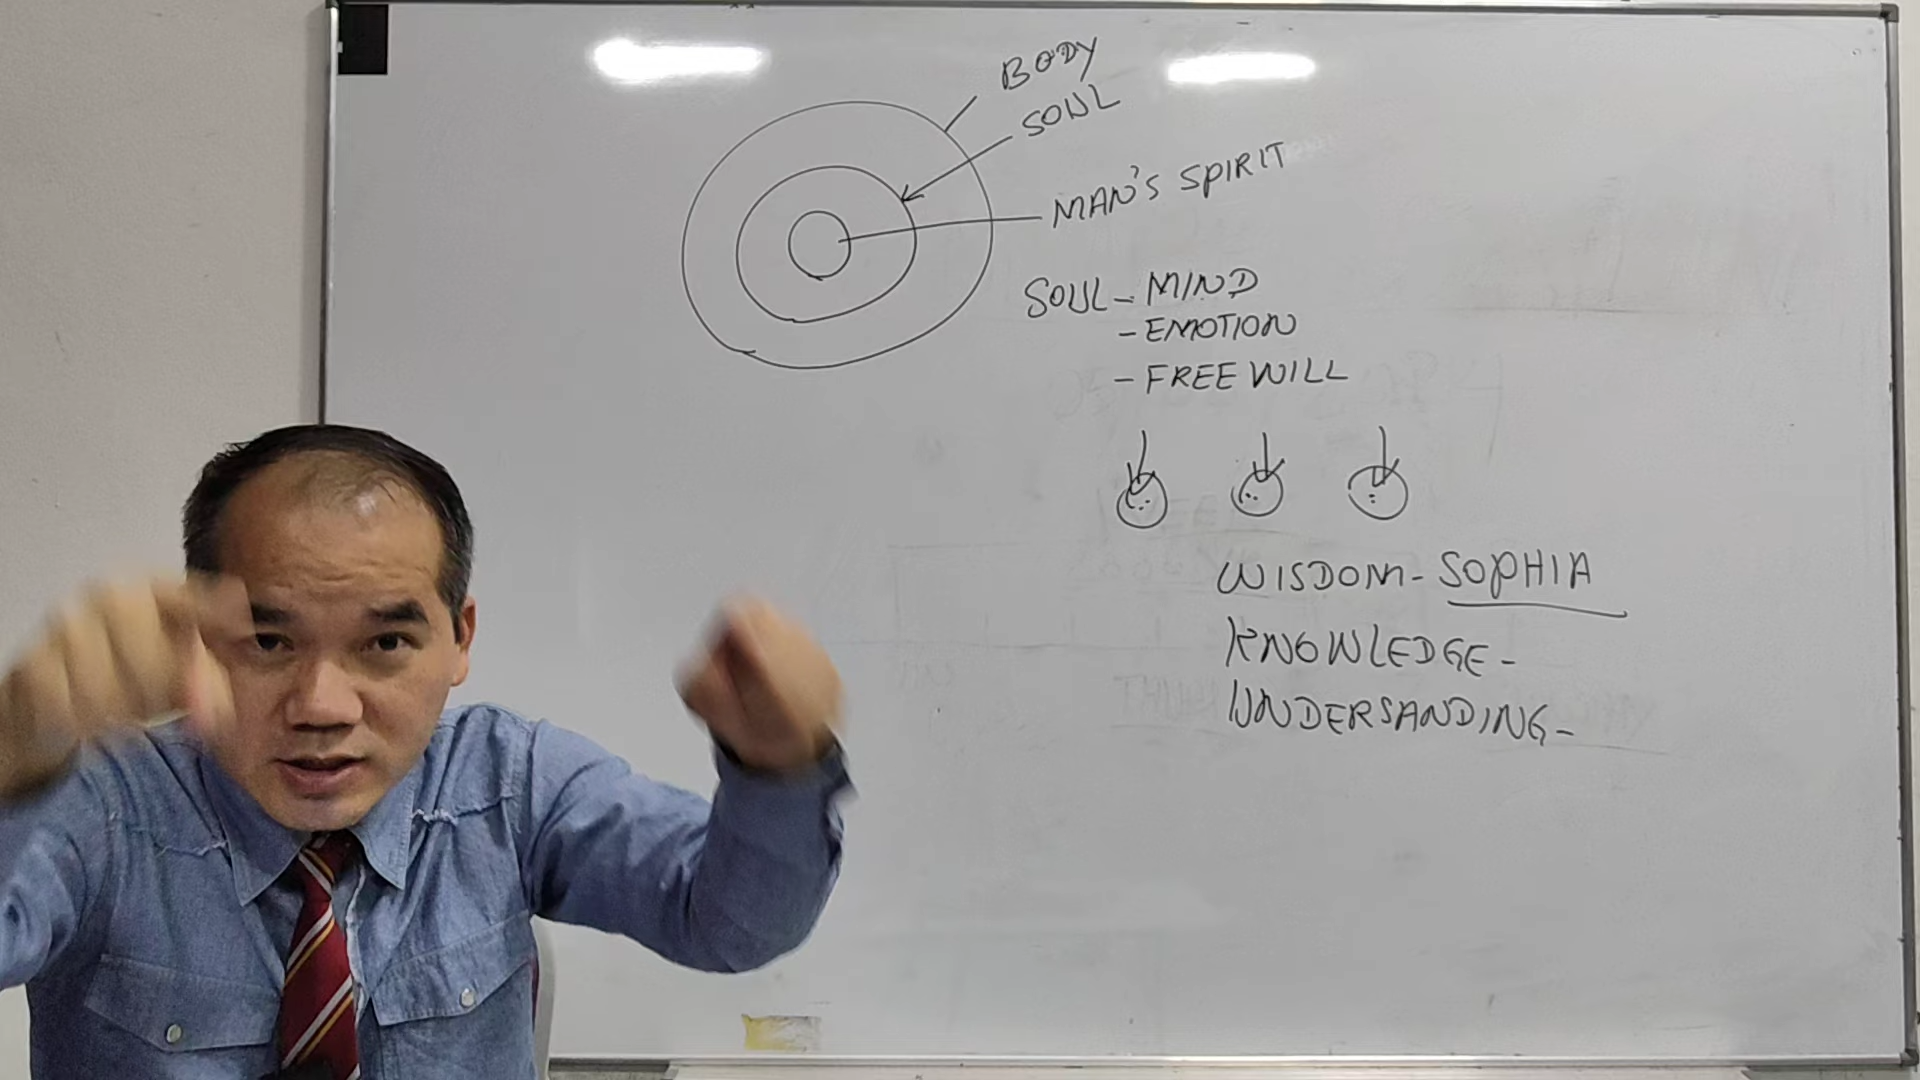 BODY
SOUL
MAN'S SPIRIT
SOUL - MIND
- EMOTION
- FREE WILL
WISDOM - SOPHIA
KNOWLEDGE -
UNDERSANDING -